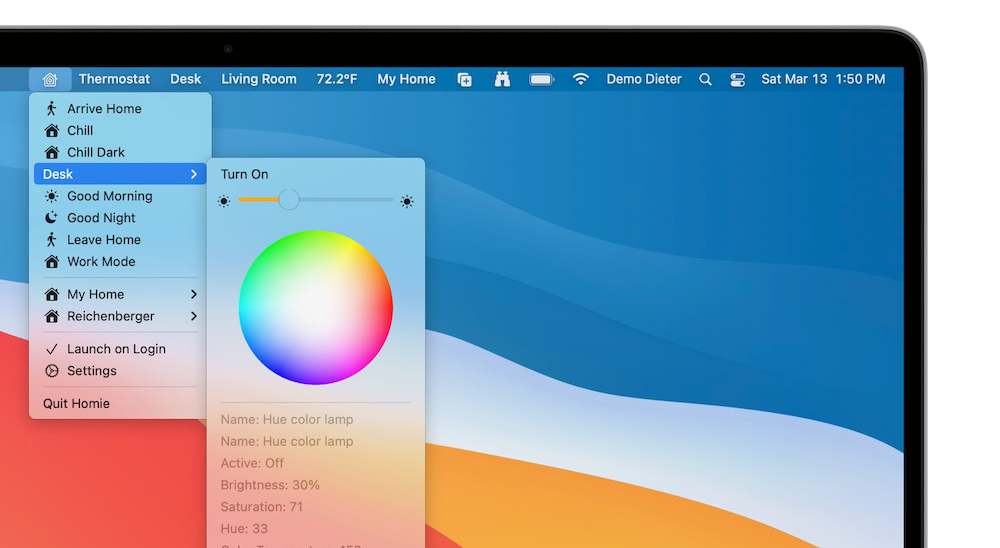 Thermostat Desk Living Room 72.2°F My Home Demo Dieter Sat Mar 13 1:50 PM
Arrive Home
Chill
Chill Dark
Desk
Good Morning
Good Night
Leave Home
Work Mode
My Home
Reichenberger
Launch on Login
Settings
Quit Homie
Turn On
Name: Hue color lamp
Name: Hue color lamp
Active: Off
Brightness: 30%
Saturation: 71
Hue: 33